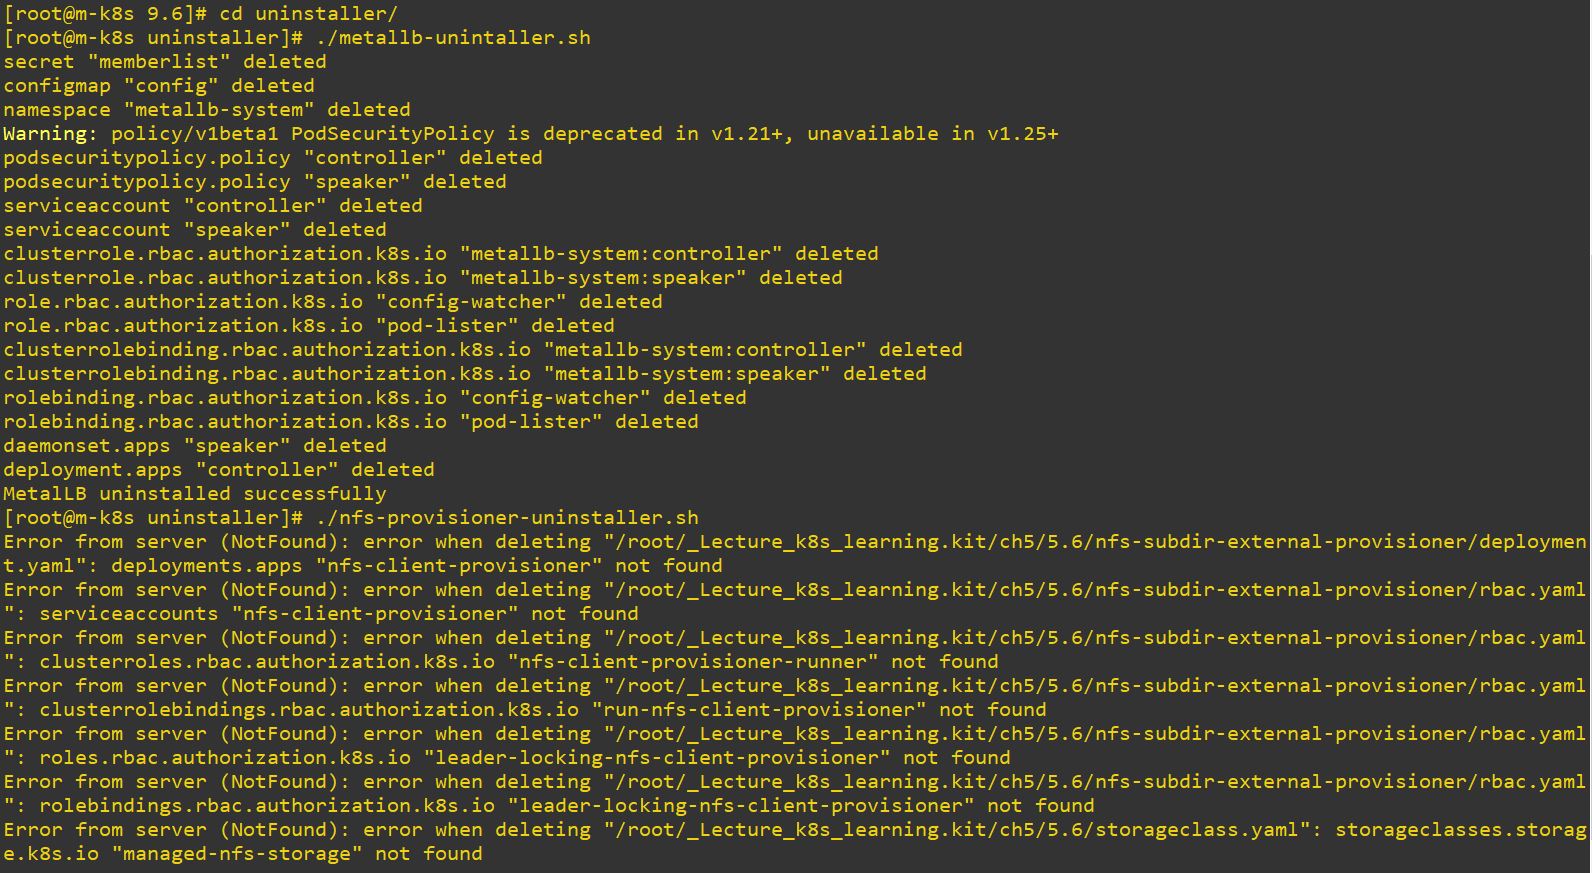 [root@m-k8s 9.6]# cd uninstaller/
[root@m-k8s uninstaller]# ./metallb-unintaller.sh
secret "memberlist" deleted
configmap "config" deleted
namespace "metallb-system" deleted
Warning: policy/v1beta1 PodSecurityPolicy is deprecated in v1.21+, unavailable in v1.25+
podsecuritypolicy.policy "controller" deleted
podsecuritypolicy.policy "speaker" deleted
serviceaccount "controller" deleted
serviceaccount "speaker" deleted
clusterrole.rbac.authorization.k8s.io "metallb-system:controller" deleted
clusterrole.rbac.authorization.k8s.io "metallb-system:speaker" deleted
role.rbac.authorization.k8s.io "config-watcher" deleted
role.rbac.authorization.k8s.io "pod-lister" deleted
clusterrolebinding.rbac.authorization.k8s.io "metallb-system:controller" deleted
clusterrolebinding.rbac.authorization.k8s.io "metallb-system:speaker" deleted
rolebinding.rbac.authorization.k8s.io "config-watcher" deleted
rolebinding.rbac.authorization.k8s.io "pod-lister" deleted
daemonset.apps "speaker" deleted
deployment.apps "controller" deleted
MetalLB uninstalled successfully
[root@m-k8s uninstaller]# ./nfs-provisioner-uninstaller.sh
Error from server (NotFound): error when deleting "/root/_Lecture_k8s_learning.kit/ch5/5.6/nfs-subdir-external-provisioner/deploymen
t.yaml": deployments.apps "nfs-client-provisioner" not found
Error from server (NotFound): error when deleting "/root/_Lecture_k8s_learning.kit/ch5/5.6/nfs-subdir-external-provisioner/rbac.yaml
": serviceaccounts "nfs-client-provisioner" not found
Error from server (NotFound): error when deleting "/root/_Lecture_k8s_learning.kit/ch5/5.6/nfs-subdir-external-provisioner/rbac.yaml
": clusterroles.rbac.authorization.k8s.io "nfs-client-provisioner-runner" not found
Error from server (NotFound): error when deleting "/root/_Lecture_k8s_learning.kit/ch5/5.6/nfs-subdir-external-provisioner/rbac.yaml
": clusterrolebindings.rbac.authorization.k8s.io "run-nfs-client-provisioner" not found
Error from server (NotFound): error when deleting "/root/_Lecture_k8s_learning.kit/ch5/5.6/nfs-subdir-external-provisioner/rbac.yaml
": roles.rbac.authorization.k8s.io "leader-locking-nfs-client-provisioner" not found
Error from server (NotFound): error when deleting "/root/_Lecture_k8s_learning.kit/ch5/5.6/nfs-subdir-external-provisioner/rbac.yaml
": rolebindings.rbac.authorization.k8s.io "leader-locking-nfs-client-provisioner" not found
Error from server (NotFound): error when deleting "/root/_Lecture_k8s_learning.kit/ch5/5.6/storageclass.yaml": storageclasses.storag
e.k8s.io "managed-nfs-storage" not found